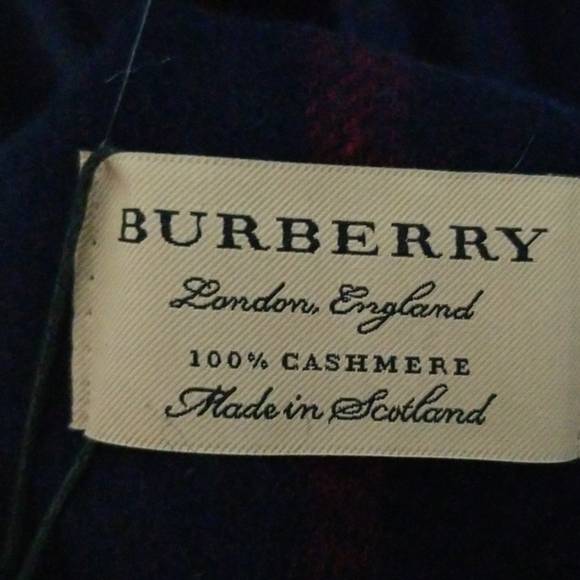 BURBERRY
London, England
100% CASHMERE
Made in Scotland